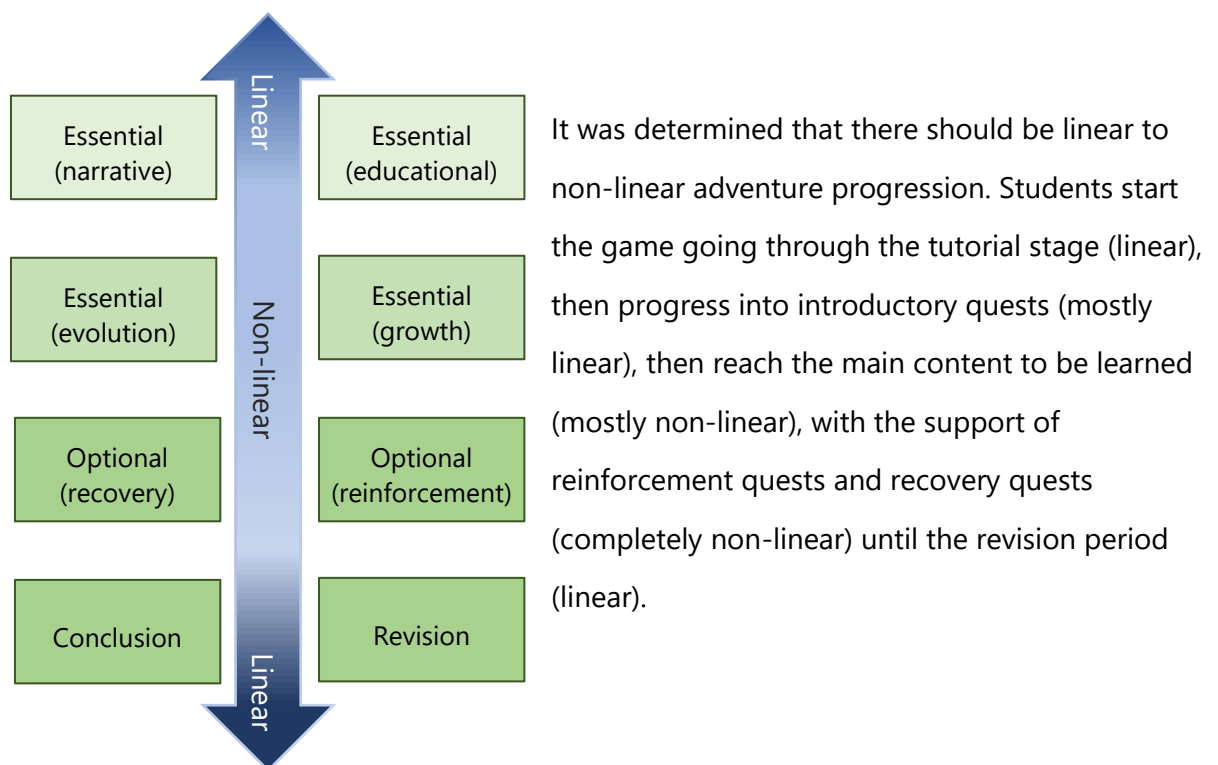 Linear
Essential
(narrative)
Essential
(educational)
Essential
(evolution)
Non-linear
Essential
(growth)
Optional
(recovery)
Optional
(reinforcement)
Conclusion
Linear
Revision
It was determined that there should be linear to
non-linear adventure progression. Students start
the game going through the tutorial stage (linear),
then progress into introductory quests (mostly
linear), then reach the main content to be learned
(mostly non-linear), with the support of
reinforcement quests and recovery quests
(completely non-linear) until the revision period
(linear).